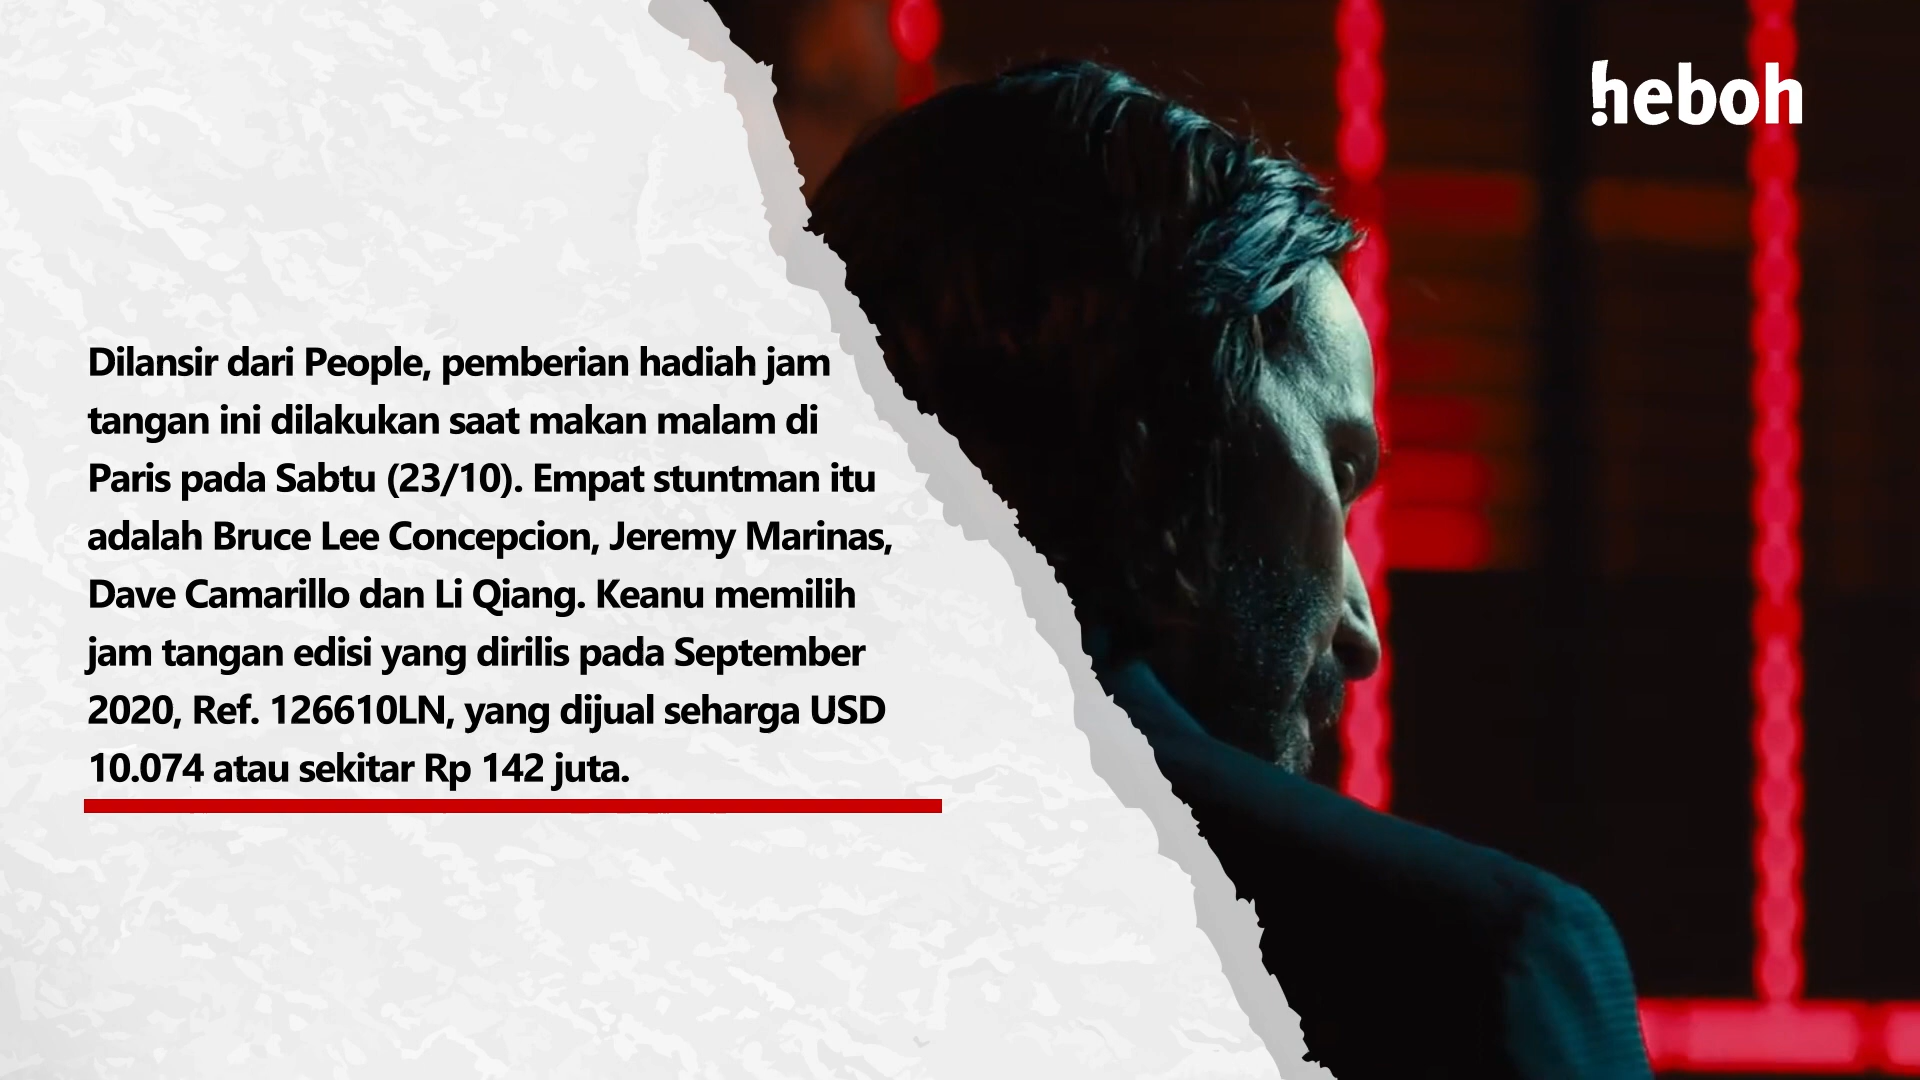 heboh
Dilansir dari People, pemberian hadiah jam
tangan ini dilakukan saat makan malam di
Paris pada Sabtu (23/10). Empat stuntman itu
adalah Bruce Lee Concepcion, Jeremy Marinas,
Dave Camarillo dan Li Qiang. Keanu memilih
jam tangan edisi yang dirilis pada September
2020, Ref. 126610LN, yang dijual seharga USD
10.074 atau sekitar Rp 142 juta.